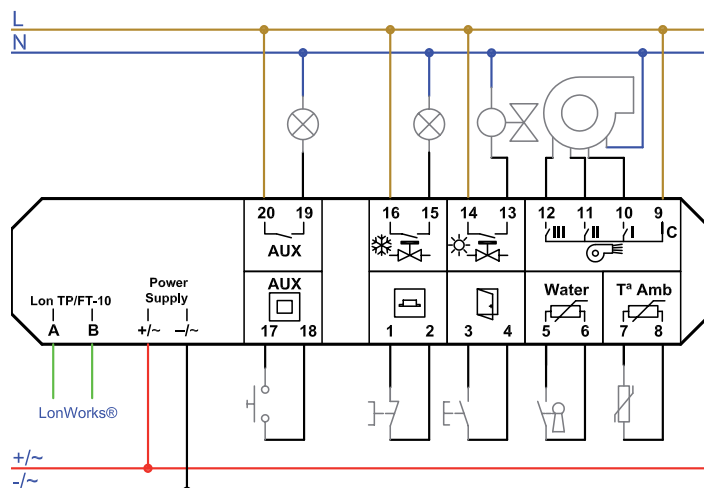 L
N
20 19
16 15
14 13
12 11 10 9
III II I C
AUX
Lon TP/FT-10
Power
Supply
A B +/~ –/~
AUX
17 18
1 2
3 4
Water
5 6
Tª Amb
7 8
LonWorks®
+/~
-/~